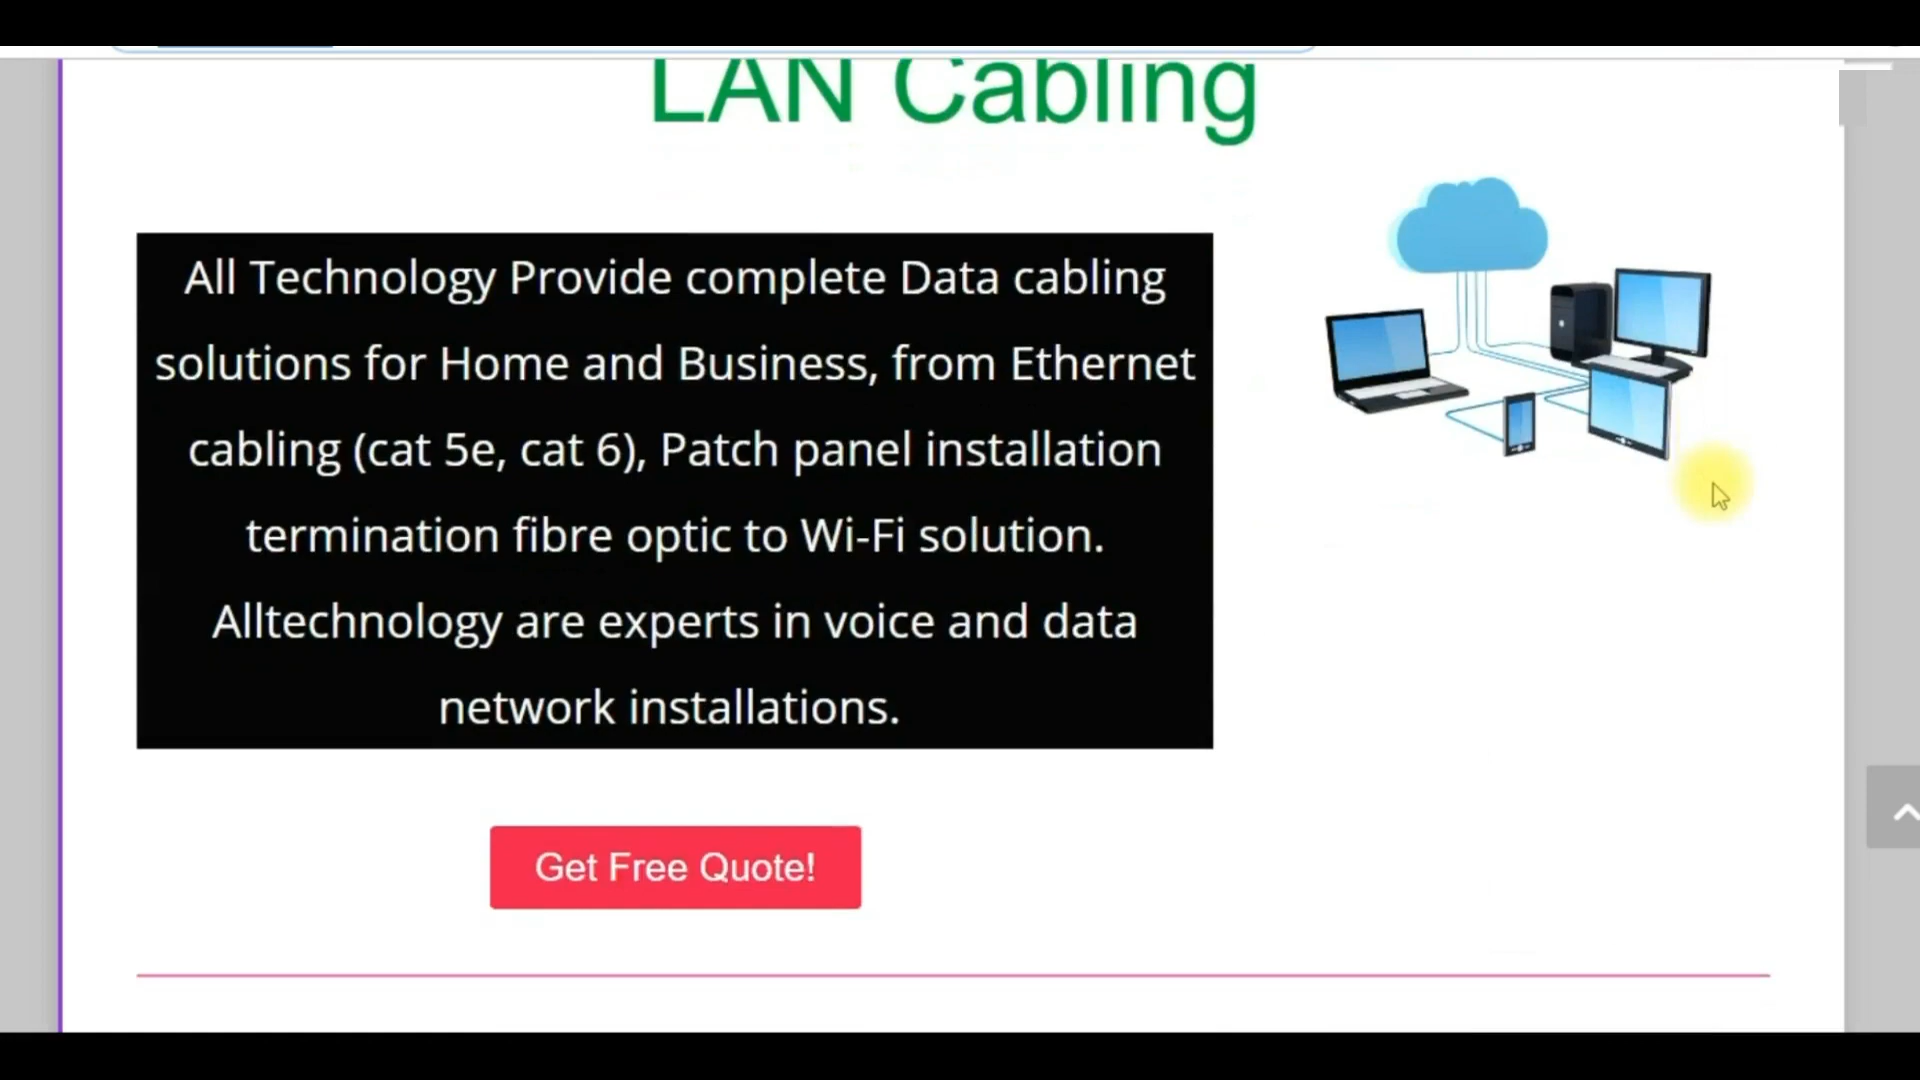 LAN Cabling
All Technology Provide complete Data cabling
solutions for Home and Business, from Ethernet
cabling (cat 5e, cat 6), Patch panel installation
termination fibre optic to Wi-Fi solution.
Alltechnology are experts in voice and data
network installations.
Get Free Quote!